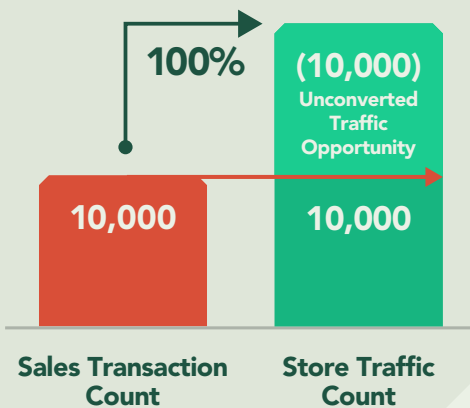 100%
(10,000)
Unconverted
Traffic
Opportunity
10,000
10,000
Sales Transaction
Count
Store Traffic
Count